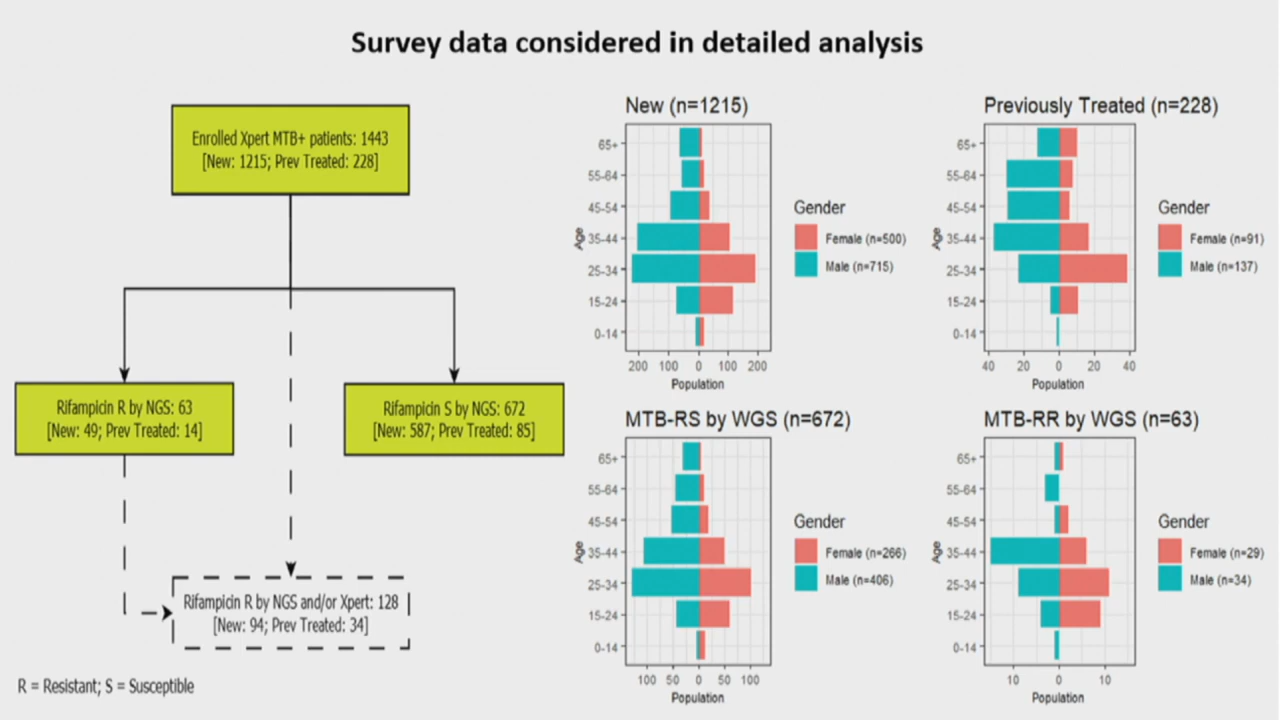 Survey data considered in detailed analysis
Enrolled Xpert MTB+ patients: 1443
[New: 1215; Prev Treated: 228]
Rifampicin R by NGS: 63
[New: 49; Prev Treated: 14]
Rifampicin S by NGS: 672
[New: 587; Prev Treated: 85]
Rifampicin R by NGS and/or Xpert: 128
[New: 94; Prev Treated: 34]
R = Resistant; S = Susceptible
New (n=1215)
65+
55-64
45-54
35-44
25-34
15-24
0-14
Age
200 100 0 100 200
Population
Gender
Female (n=500)
Male (n=715)
Previously Treated (n=228)
65+
55-64
45-54
35-44
25-34
15-24
0-14
Age
40 20 0 20 40
Population
Gender
Female (n=91)
Male (n=137)
MTB-RS by WGS (n=672)
65+
55-64
45-54
35-44
25-34
15-24
0-14
Age
100 50 0 50 100
Population
Gender
Female (n=266)
Male (n=406)
MTB-RR by WGS (n=63)
65+
55-64
45-54
35-44
25-34
15-24
0-14
Age
10 0 10
Population
Gender
Female (n=29)
Male (n=34)